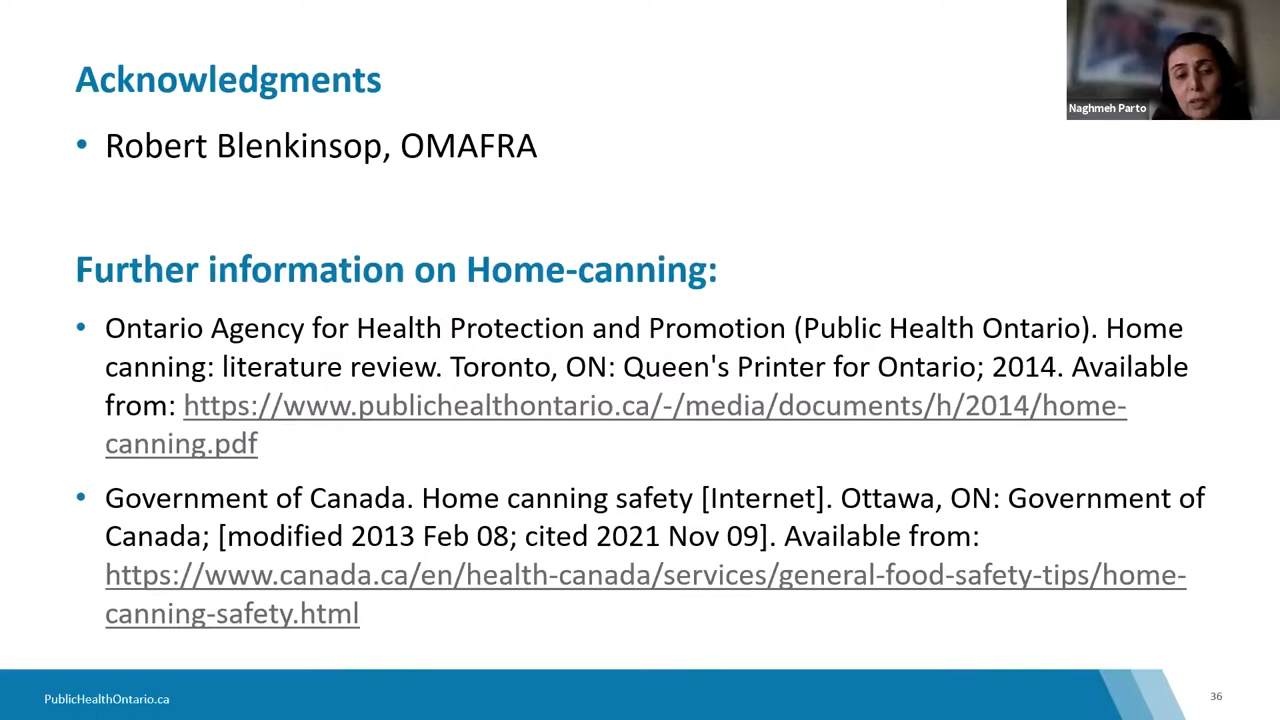 Acknowledgments
Naghmeh Parto
• Robert Blenkinsop, OMAFRA
Further information on Home-canning:
• Ontario Agency for Health Protection and Promotion (Public Health Ontario). Home
canning: literature review. Toronto, ON: Queen's Printer for Ontario; 2014. Available
from: https://www.publichealthontario.ca/-/media/documents/h/2014/home-
canning.pdf
• Government of Canada. Home canning safety [Internet]. Ottawa, ON: Government of
Canada; [modified 2013 Feb 08; cited 2021 Nov 09]. Available from:
https://www.canada.ca/en/health-canada/services/general-food-safety-tips/home-
canning-safety.html
PublicHealthOntario.ca
36